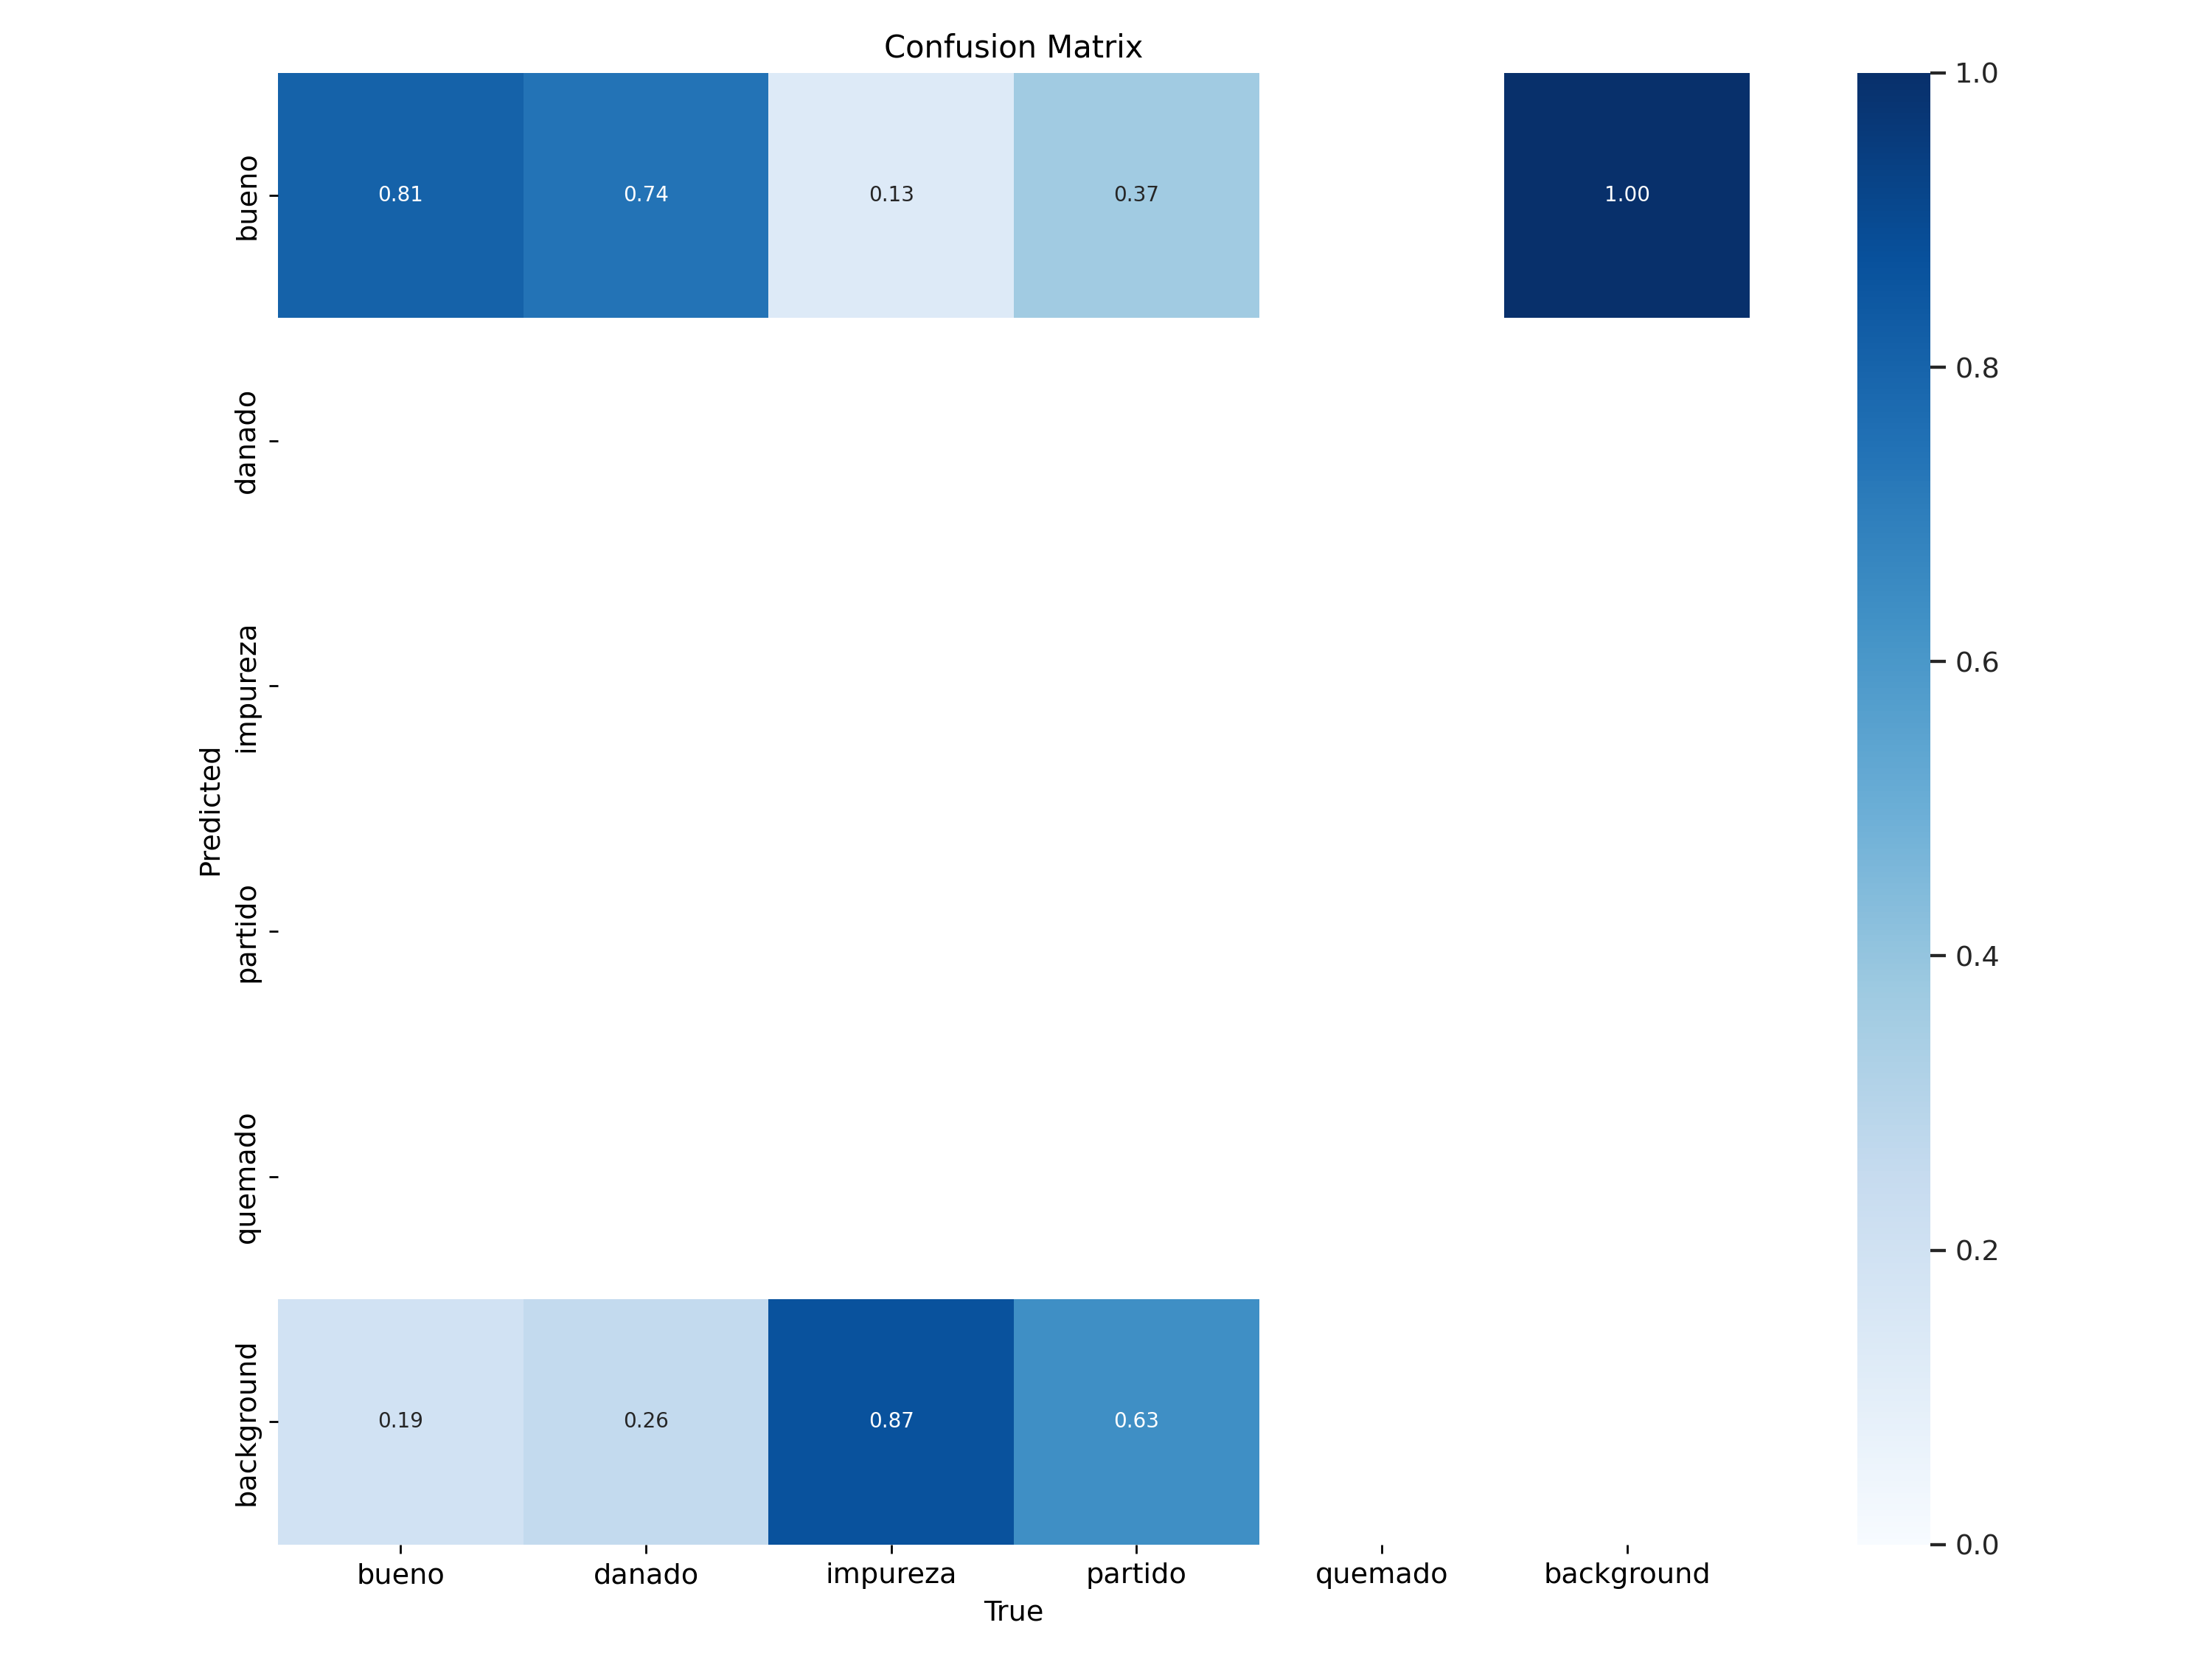 Confusion Matrix
1.0
bueno
0.81 0.74 0.13 0.37 1.00
0.8
danado
0.6
impureza
Predicted
partido
0.4
quemado
0.2
background
0.19 0.26 0.87 0.63
0.0
bueno danado impureza partido quemado background
True